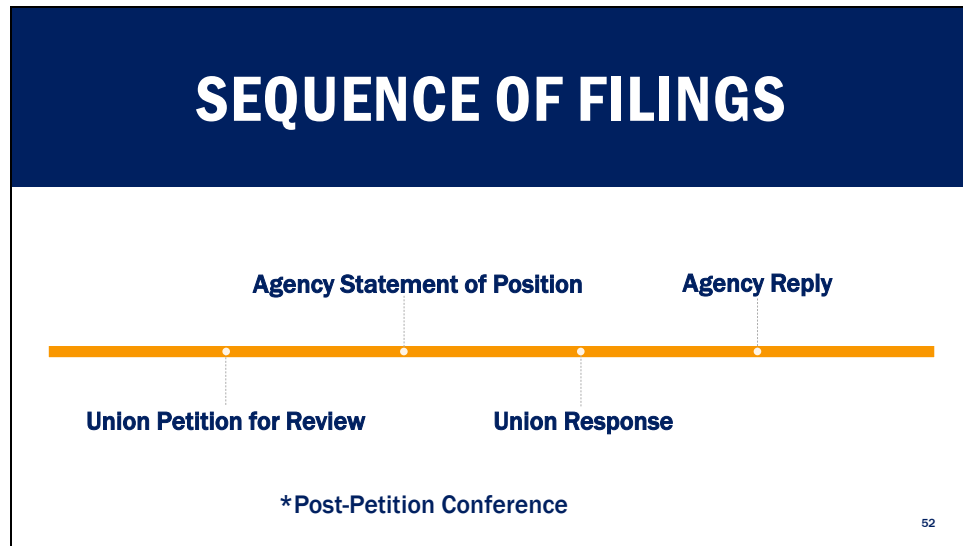 SEQUENCE OF FILINGS
Agency Statement of Position
Agency Reply
Union Petition for Review
Union Response
*Post-Petition Conference
52